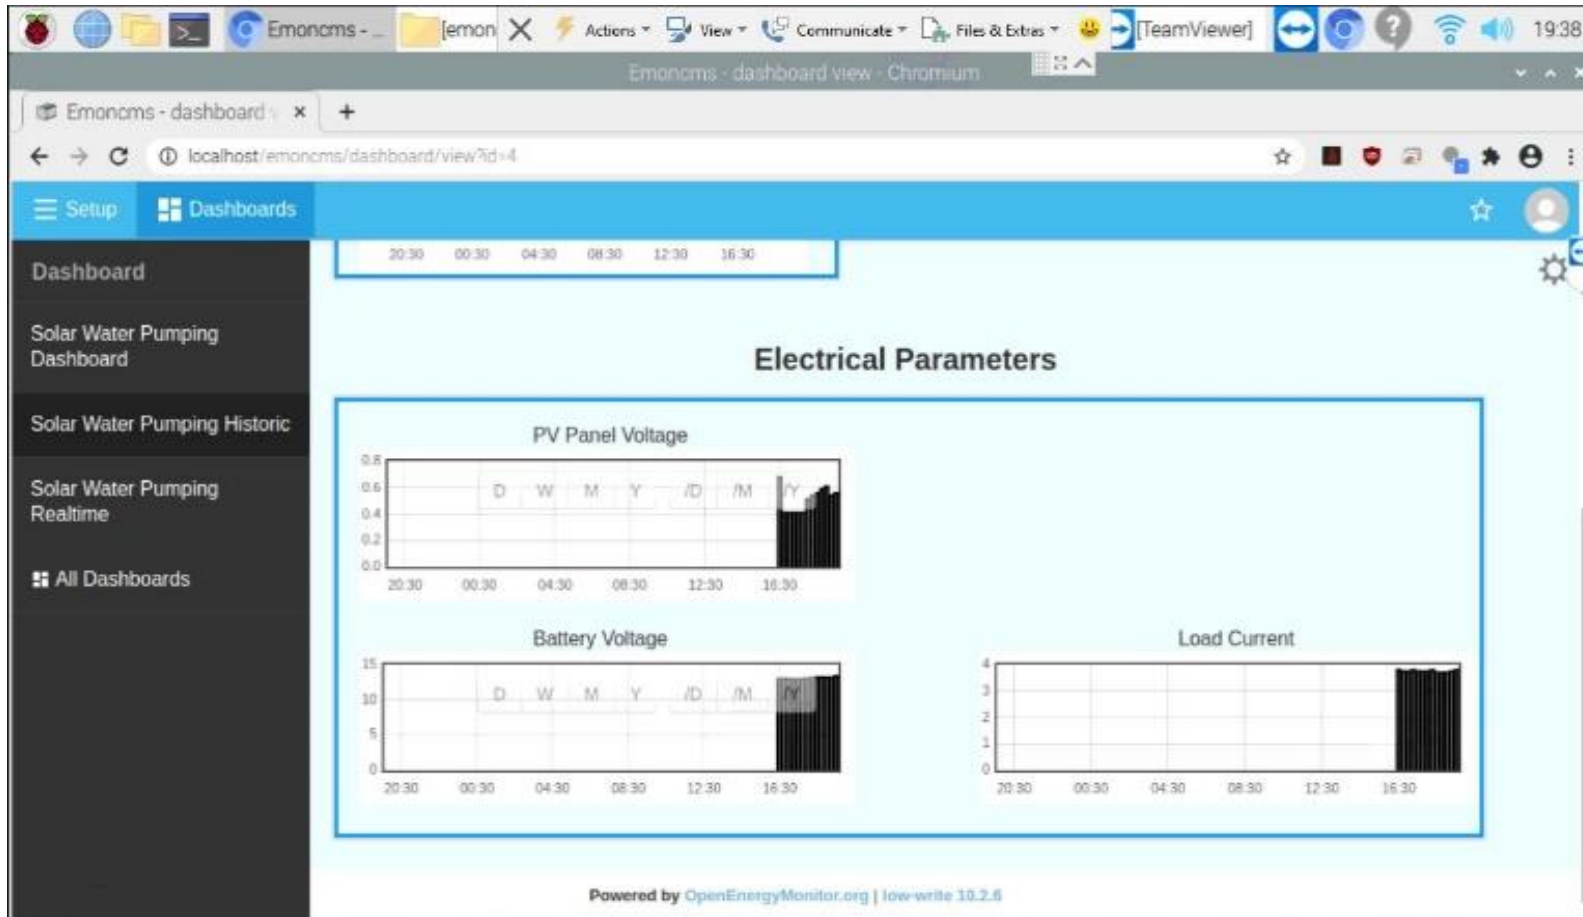 Emoncms - ...
[emon
Actions
View
Communicate
Files & Extras
[TeamViewer]
19:38
Emoncms - dashboard view - Chromium
Emoncms - dashboard v
localhost/emoncms/dashboard/view?id=4
Setup
Dashboards
Dashboard
Solar Water Pumping
Dashboard
Solar Water Pumping Historic
Solar Water Pumping
Realtime
All Dashboards
20:30 00:30 04:30 08:30 12:30 16:30
Electrical Parameters
PV Panel Voltage
0.8
0.6
0.4
0.2
0.0
D W M Y /D /M /Y
20:30 00:30 04:30 08:30 12:30 16:30
Battery Voltage
15
10
5
0
D W M Y /D /M /Y
20:30 00:30 04:30 08:30 12:30 16:30
Load Current
4
3
2
1
0
20:30 00:30 04:30 08:30 12:30 16:30
Powered by OpenEnergyMonitor.org | low-write 10.2.6